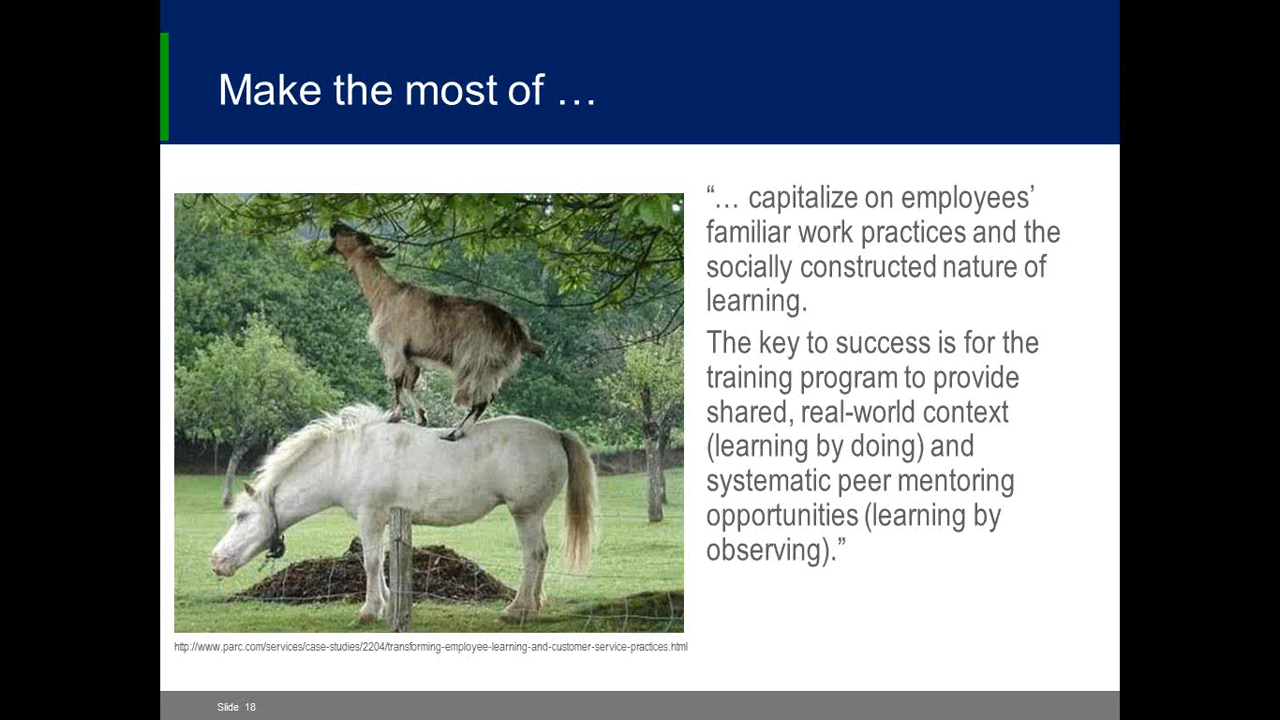 Make the most of …
“… capitalize on employees’
familiar work practices and the
socially constructed nature of
learning.
The key to success is for the
training program to provide
shared, real-world context
(learning by doing) and
systematic peer mentoring
opportunities (learning by
observing).”
http://www.parc.com/services/case-studies/2204/transforming-employee-learning-and-customer-service-practices.html
Slide 18